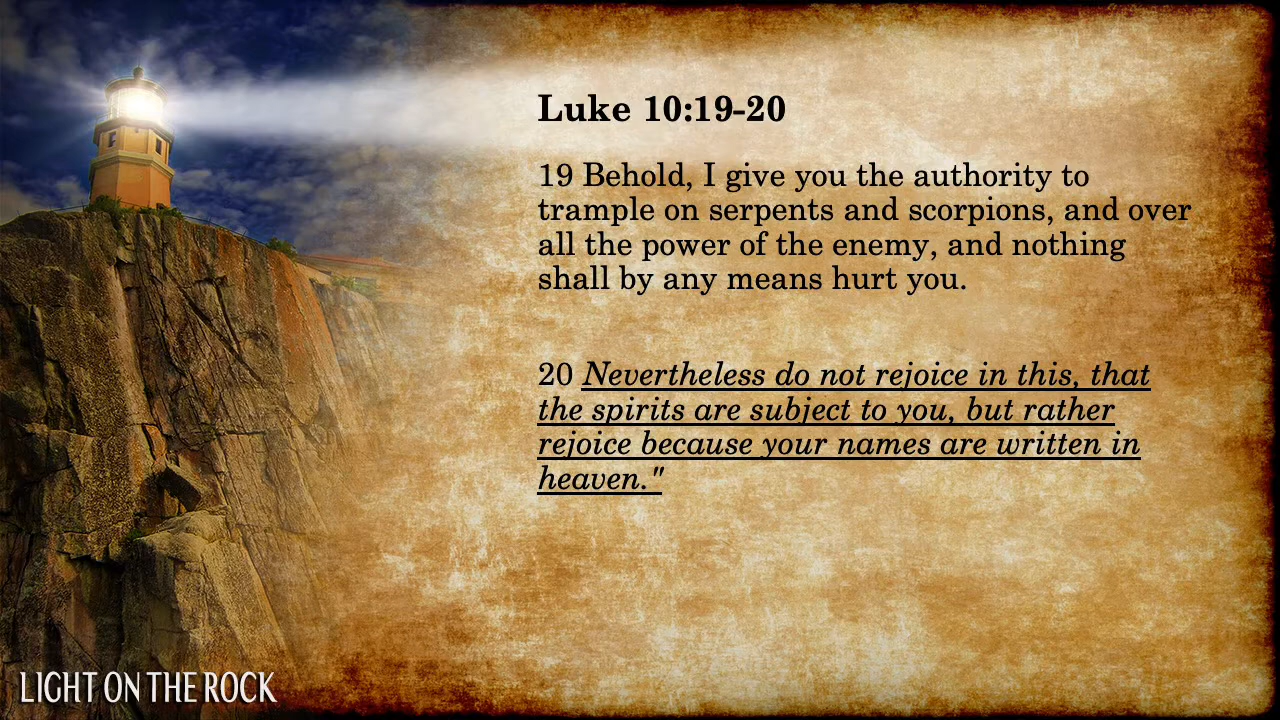 Luke 10:19-20
19 Behold, I give you the authority to
trample on serpents and scorpions, and over
all the power of the enemy, and nothing
shall by any means hurt you.
20 Nevertheless do not rejoice in this, that
the spirits are subject to you, but rather
rejoice because your names are written in
heaven."
LIGHT ON THE ROCK